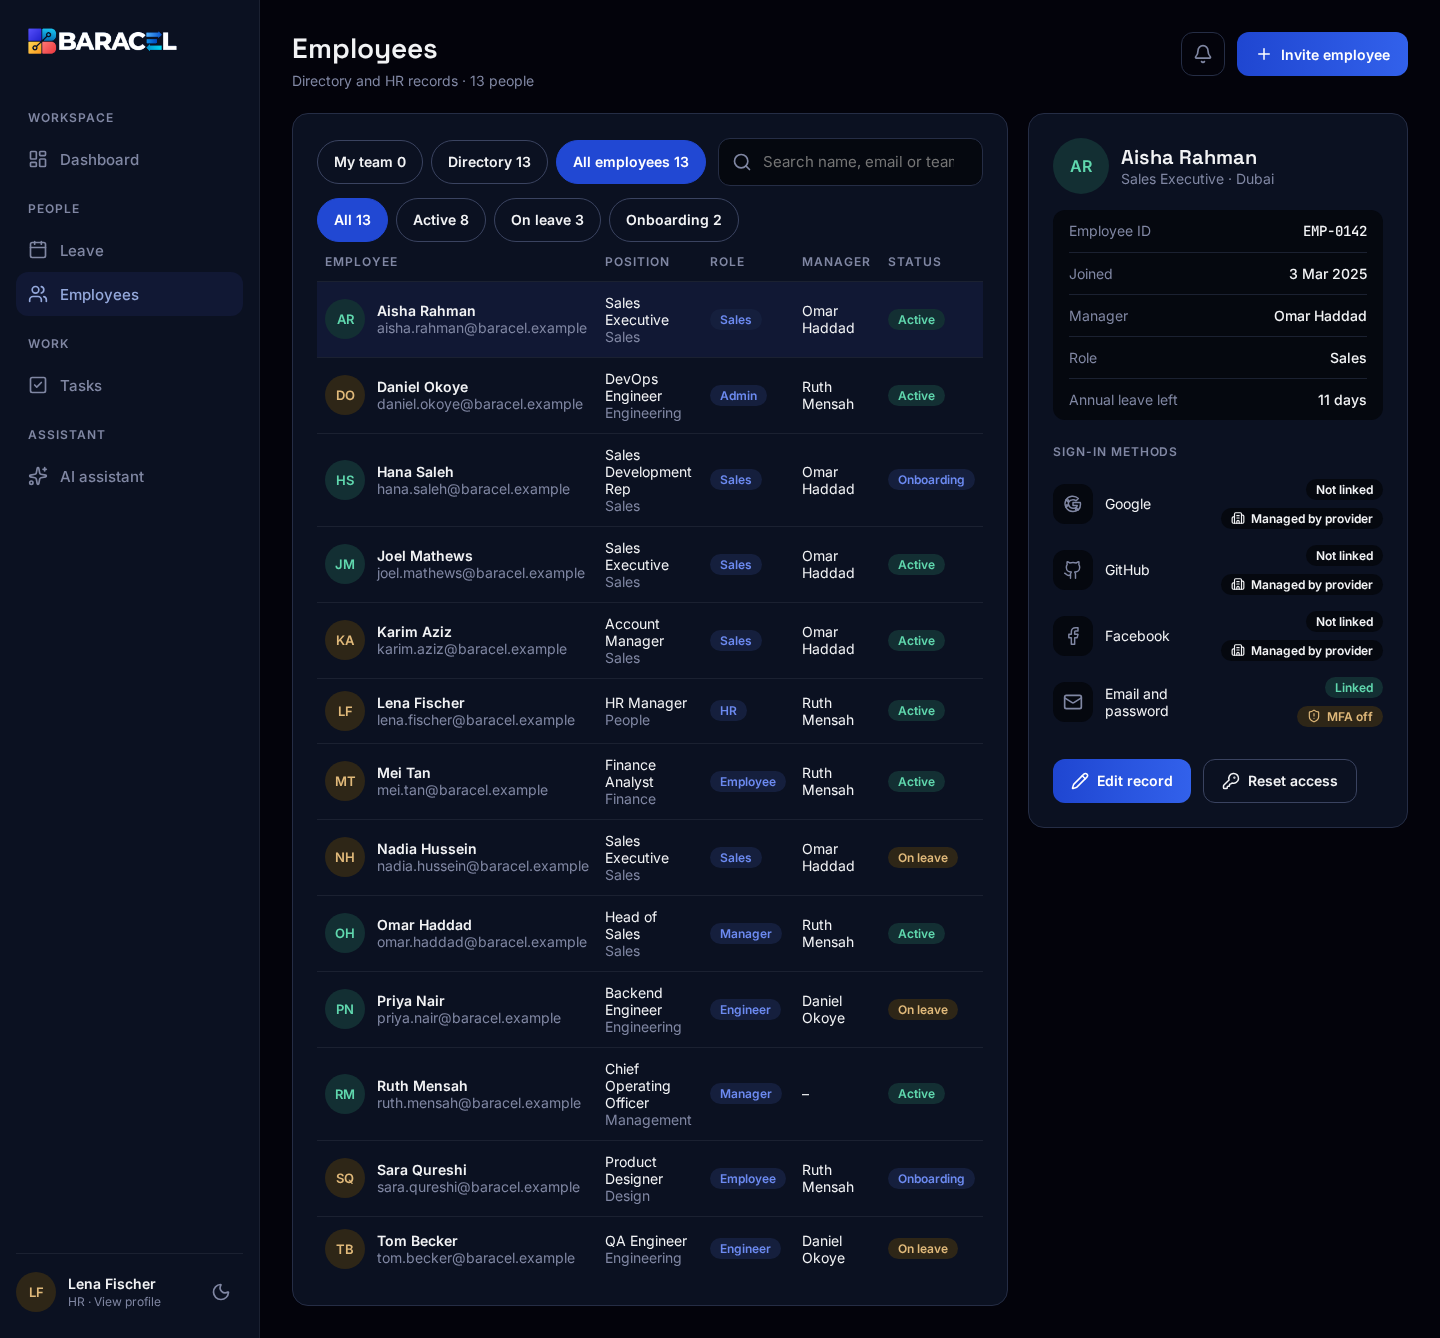 BARACEL
WORKSPACE
Dashboard
PEOPLE
Leave
Employees
WORK
Tasks
ASSISTANT
AI assistant
LF
Lena Fischer
HR · View profile
Employees
Directory and HR records · 13 people
Invite employee
My team 0
Directory 13
All employees 13
Search name, email or tear
All 13
Active 8
On leave 3
Onboarding 2
EMPLOYEE POSITION ROLE MANAGER STATUS
AR
Aisha Rahman
aisha.rahman@baracel.example
Sales
Executive
Sales
Sales
Omar
Haddad
Active
DO
Daniel Okoye
daniel.okoye@baracel.example
DevOps
Engineer
Engineering
Admin
Ruth
Mensah
Active
HS
Hana Saleh
hana.saleh@baracel.example
Sales
Development
Rep
Sales
Sales
Omar
Haddad
Onboarding
JM
Joel Mathews
joel.mathews@baracel.example
Sales
Executive
Sales
Sales
Omar
Haddad
Active
KA
Karim Aziz
karim.aziz@baracel.example
Account
Manager
Sales
Sales
Omar
Haddad
Active
LF
Lena Fischer
lena.fischer@baracel.example
HR Manager
People
HR
Ruth
Mensah
Active
MT
Mei Tan
mei.tan@baracel.example
Finance
Analyst
Finance
Employee
Ruth
Mensah
Active
NH
Nadia Hussein
nadia.hussein@baracel.example
Sales
Executive
Sales
Sales
Omar
Haddad
On leave
OH
Omar Haddad
omar.haddad@baracel.example
Head of
Sales
Sales
Manager
Ruth
Mensah
Active
PN
Priya Nair
priya.nair@baracel.example
Backend
Engineer
Engineering
Engineer
Daniel
Okoye
On leave
RM
Ruth Mensah
ruth.mensah@baracel.example
Chief
Operating
Officer
Management
Manager
–
Active
SQ
Sara Qureshi
sara.qureshi@baracel.example
Product
Designer
Design
Employee
Ruth
Mensah
Onboarding
TB
Tom Becker
tom.becker@baracel.example
QA Engineer
Engineering
Engineer
Daniel
Okoye
On leave
AR
Aisha Rahman
Sales Executive · Dubai
Employee ID EMP-0142
Joined 3 Mar 2025
Manager Omar Haddad
Role Sales
Annual leave left 11 days
SIGN-IN METHODS
Google
Not linked
Managed by provider
GitHub
Not linked
Managed by provider
Facebook
Not linked
Managed by provider
Email and
password
Linked
MFA off
Edit record
Reset access